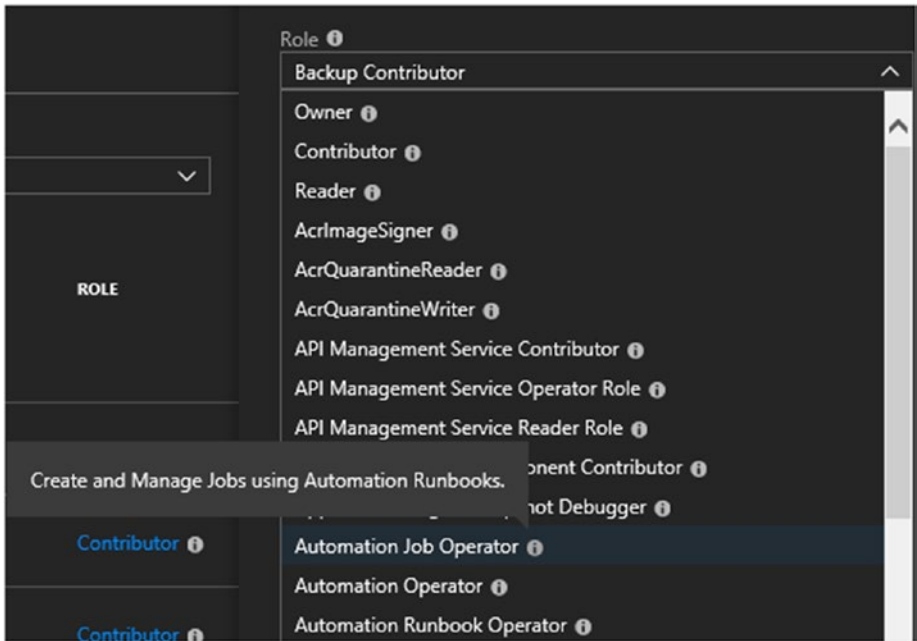 Role
Backup Contributor
Owner
Contributor
Reader
AcrImageSigner
AcrQuarantineReader
AcrQuarantineWriter
ROLE
API Management Service Contributor
API Management Service Operator Role
API Management Service Reader Role
onent Contributor
Create and Manage Jobs using Automation Runbooks.
hot Debugger
Contributor
Automation Job Operator
Automation Operator
Contributor
Automation Runbook Operator